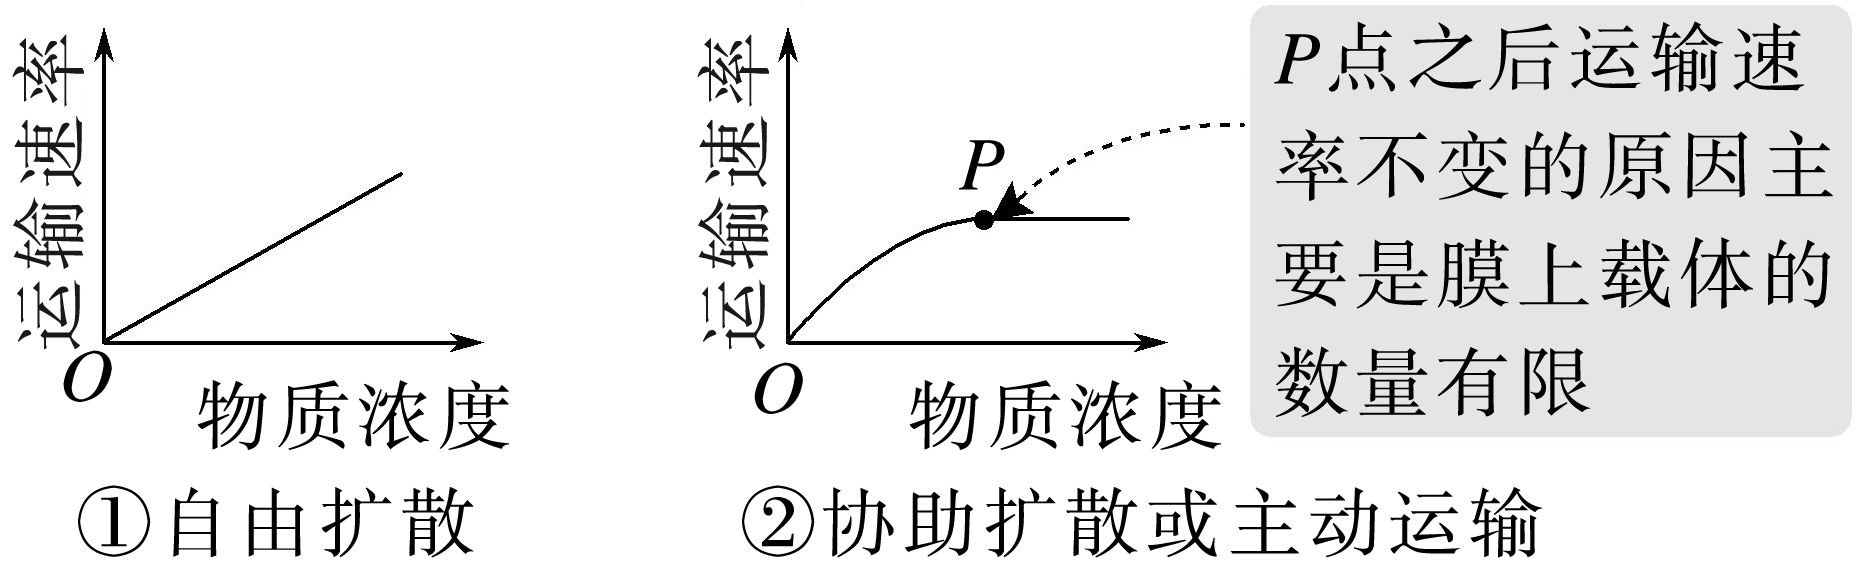 运输速率
O
物质浓度
①自由扩散
运输速率
P
O
物质浓度
②协助扩散或主动运输
P点之后运输速
率不变的原因主
要是膜上载体的
数量有限